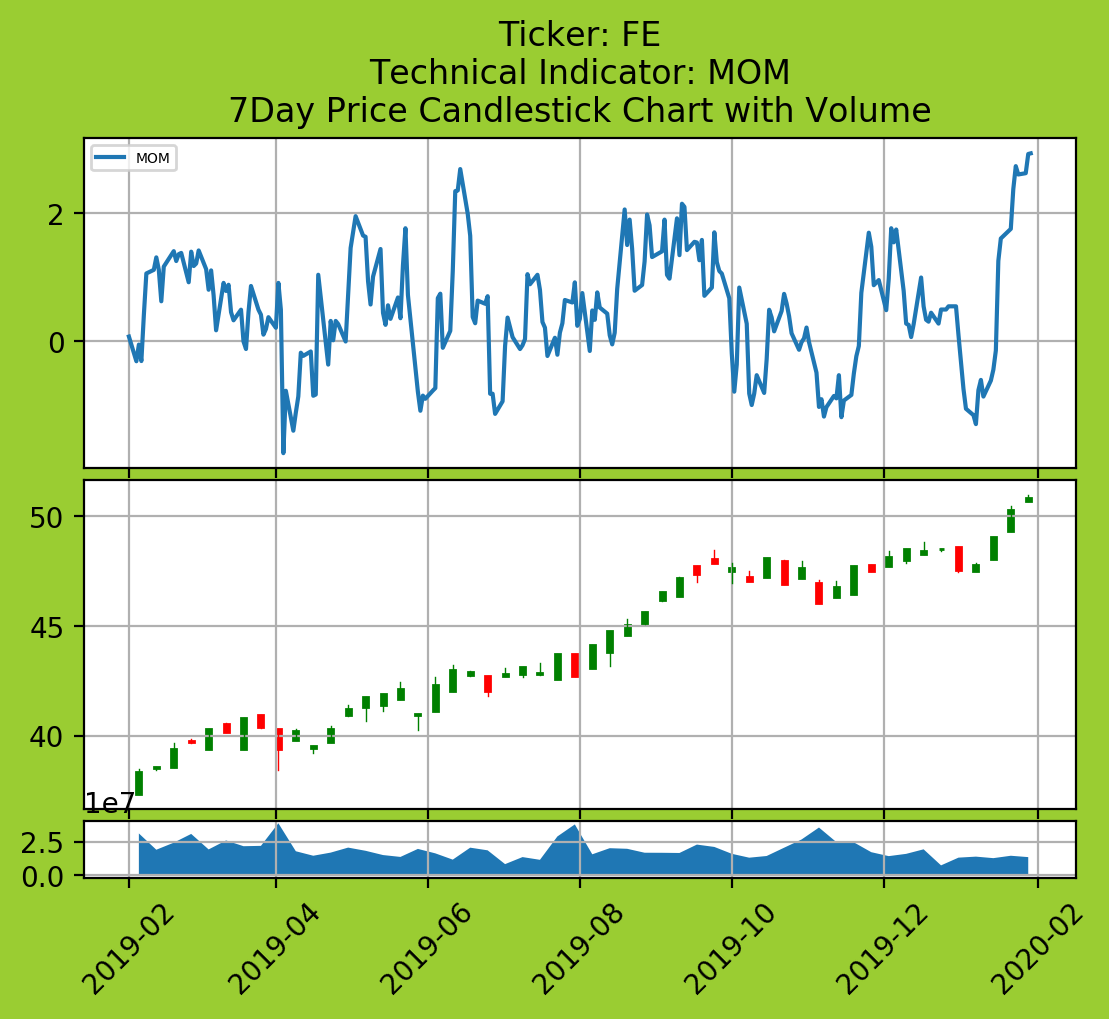 Ticker: FE
Technical Indicator: MOM
7Day Price Candlestick Chart with Volume
MOM
2
0
50
45
40
1e7
2.5
0.0
2019-02
2019-04
2019-06
2019-08
2019-10
2019-12
2020-02